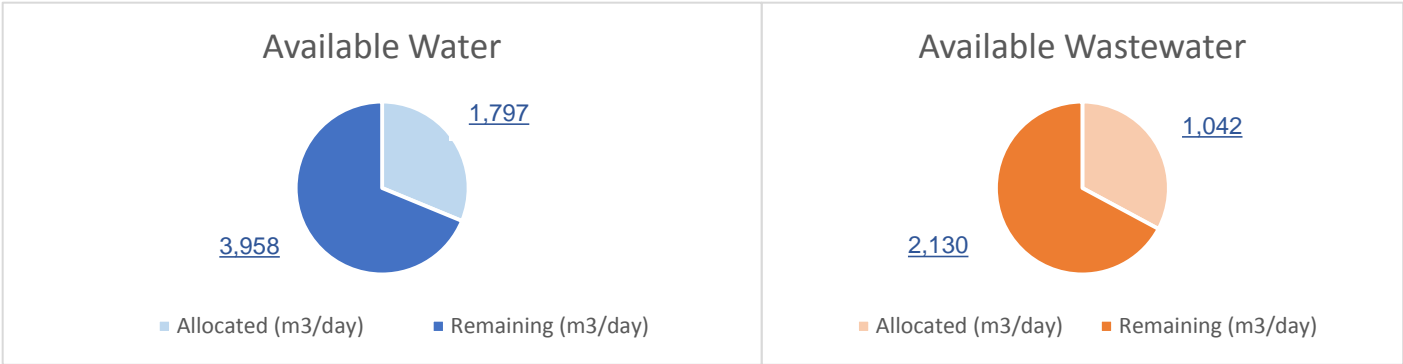 Available Water
1,797
3,958
Allocated (m3/day)
Remaining (m3/day)
Available Wastewater
1,042
2,130
Allocated (m3/day)
Remaining (m3/day)